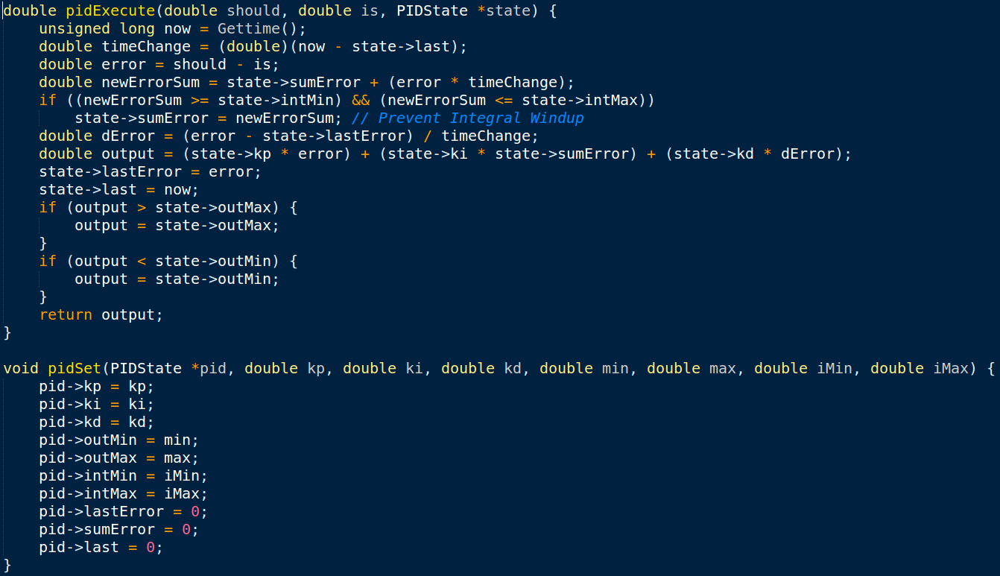 double pidExecute(double should, double is, PIDState *state) {
    unsigned long now = Gettime();
    double timeChange = (double)(now - state->last);
    double error = should - is;
    double newErrorSum = state->sumError + (error * timeChange);
    if ((newErrorSum >= state->intMin) && (newErrorSum <= state->intMax))
        state->sumError = newErrorSum; // Prevent Integral Windup
    double dError = (error - state->lastError) / timeChange;
    double output = (state->kp * error) + (state->ki * state->sumError) + (state->kd * dError);
    state->lastError = error;
    state->last = now;
    if (output > state->outMax) {
        output = state->outMax;
    }
    if (output < state->outMin) {
        output = state->outMin;
    }
    return output;
}

void pidSet(PIDState *pid, double kp, double ki, double kd, double min, double max, double iMin, double iMax) {
    pid->kp = kp;
    pid->ki = ki;
    pid->kd = kd;
    pid->outMin = min;
    pid->outMax = max;
    pid->intMin = iMin;
    pid->intMax = iMax;
    pid->lastError = 0;
    pid->sumError = 0;
    pid->last = 0;
}